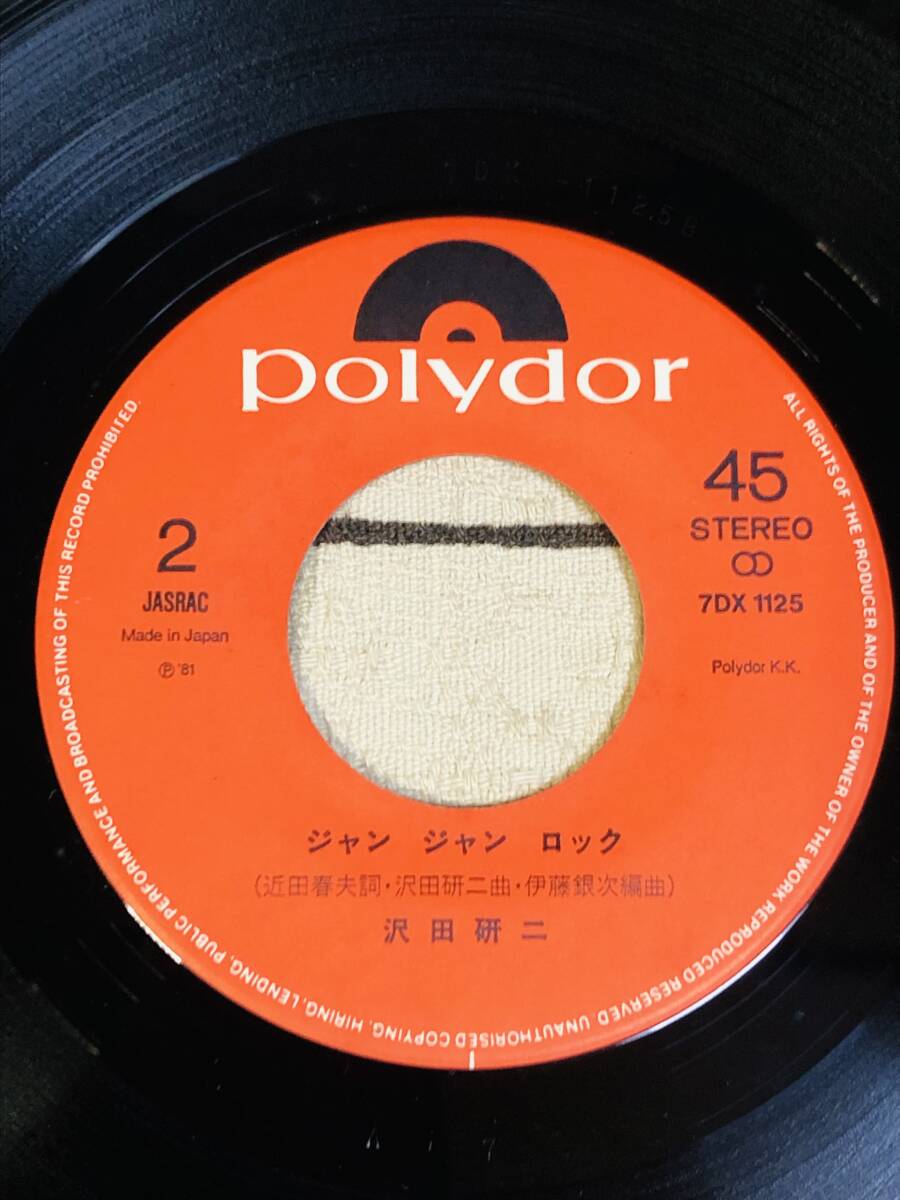 polydor
45
STEREO
7DX 1125
Polydor K.K.
2
JASRAC
Made in Japan
Ⓟ '81
ジャン ジャン ロック
(近田春夫詞・沢田研二曲・伊藤銀次編曲)
沢田研二
ALL RIGHTS OF THE PRODUCER AND OF THE OWNER OF THE WORK REPRODUCED RESERVED. UNAUTHORISED COPYING, HIRING, LENDING, PUBLIC PERFORMANCE AND BROADCASTING OF THIS RECORD PROHIBITED.